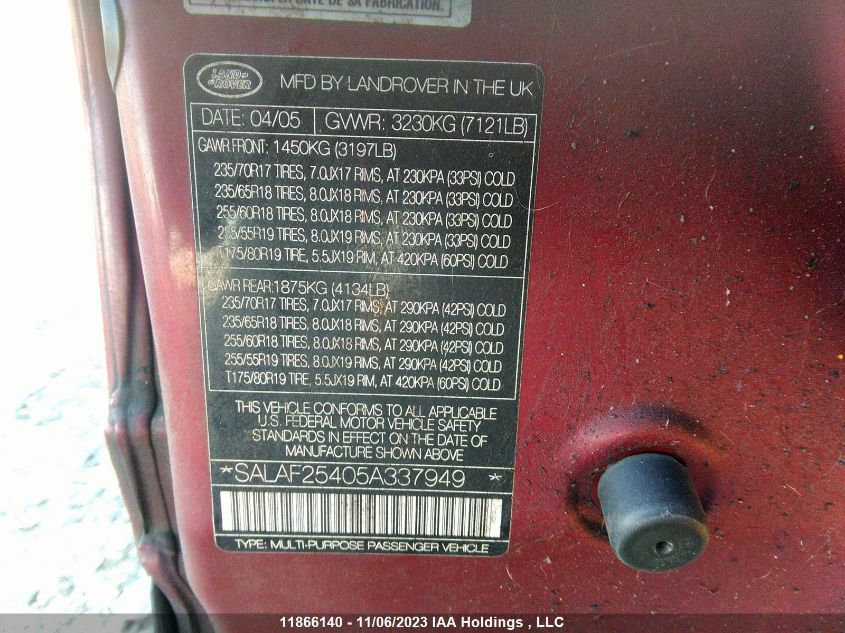 DATE DE SA FABRICATION.
LAND
ROVER
MFD BY LANDROVER IN THE UK
DATE: 04/05 GVWR: 3230KG (7121LB)
GAWR FRONT: 1450KG (3197LB)
235/70R17 TIRES, 7.0JX17 RIMS, AT 230KPA (33PSI) COLD
235/65R18 TIRES, 8.0JX18 RIMS, AT 230KPA (33PSI) COLD
255/60R18 TIRES, 8.0JX18 RIMS, AT 230KPA (33PSI) COLD
255/55R19 TIRES, 8.0JX19 RIMS, AT 230KPA (33PSI) COLD
T175/80R19 TIRE, 5.5JX19 RIM, AT 420KPA (60PSI) COLD
GAWR REAR:1875KG (4134LB)
235/70R17 TIRES, 7.0JX17 RIMS, AT 290KPA (42PSI) COLD
235/65R18 TIRES, 8.0JX18 RIMS, AT 290KPA (42PSI) COLD
255/60R18 TIRES, 8.0JX18 RIMS, AT 290KPA (42PSI) COLD
255/55R19 TIRES, 8.0JX19 RIMS, AT 290KPA (42PSI) COLD
T175/80R19 TIRE, 5.5JX19 RIM, AT 420KPA (60PSI) COLD
THIS VEHICLE CONFORMS TO ALL APPLICABLE
U.S. FEDERAL MOTOR VEHICLE SAFETY
STANDARDS IN EFFECT ON THE DATE OF
MANUFACTURE SHOWN ABOVE
*SALAF25405A337949 *
TYPE: MULTI-PURPOSE PASSENGER VEHICLE
11866140 - 11/06/2023 IAA Holdings , LLC